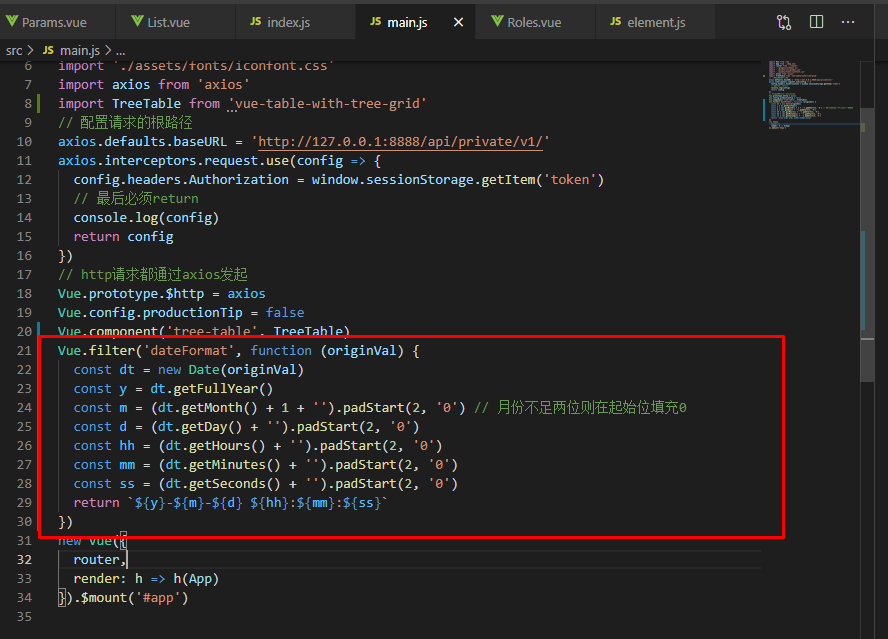 Params.vue List.vue JS index.js JS main.js × Roles.vue JS element.js ...
src > JS main.js > ...
6 import './assets/fonts/iconfont.css'
7 import axios from 'axios'
8 import TreeTable from 'vue-table-with-tree-grid'
9 // 配置请求的根路径
10 axios.defaults.baseURL = 'http://127.0.0.1:8888/api/private/v1/'
11 axios.interceptors.request.use(config => {
12 config.headers.Authorization = window.sessionStorage.getItem('token')
13 // 最后必须return
14 console.log(config)
15 return config
16 })
17 // http请求都通过axios发起
18 Vue.prototype.$http = axios
19 Vue.config.productionTip = false
20 Vue.component('tree-table', TreeTable)
21 Vue.filter('dateFormat', function (originVal) {
22 const dt = new Date(originVal)
23 const y = dt.getFullYear()
24 const m = (dt.getMonth() + 1 + '').padStart(2, '0') // 月份不足两位则在起始位填充0
25 const d = (dt.getDay() + '').padStart(2, '0')
26 const hh = (dt.getHours() + '').padStart(2, '0')
27 const mm = (dt.getMinutes() + '').padStart(2, '0')
28 const ss = (dt.getSeconds() + '').padStart(2, '0')
29 return `${y}-${m}-${d} ${hh}:${mm}:${ss}`
30 })
31 new Vue({
32 router,
33 render: h => h(App)
34 }).$mount('#app')
35